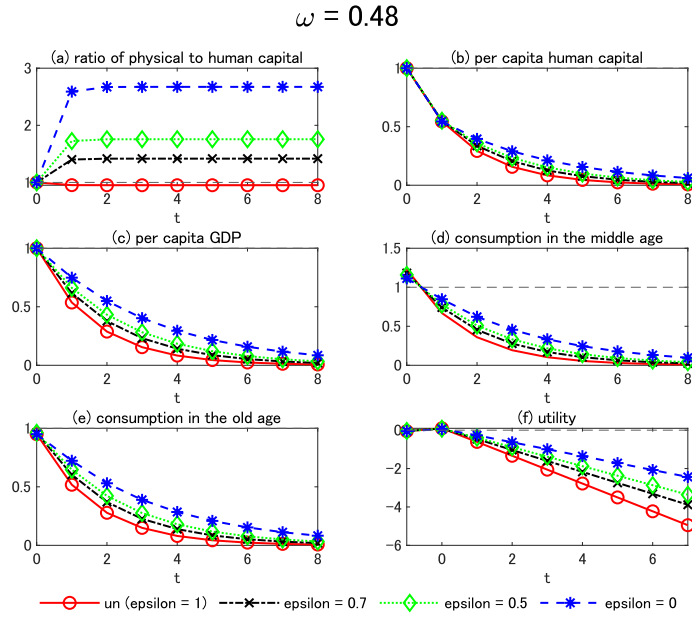 ω = 0.48
(a) ratio of physical to human capital
(b) per capita human capital
3
2
1
0 2 4 6 8
t
1
0.5
0
0 2 4 6 8
t
(c) per capita GDP
(d) consumption in the middle age
1
0.5
0
0 2 4 6 8
t
1.5
1
0.5
0
0 2 4 6 8
t
(e) consumption in the old age
(f) utility
1
0.5
0
0 2 4 6 8
t
0
−2
−4
−6
0 2 4 6
t
un (epsilon = 1) epsilon = 0.7 epsilon = 0.5 epsilon = 0